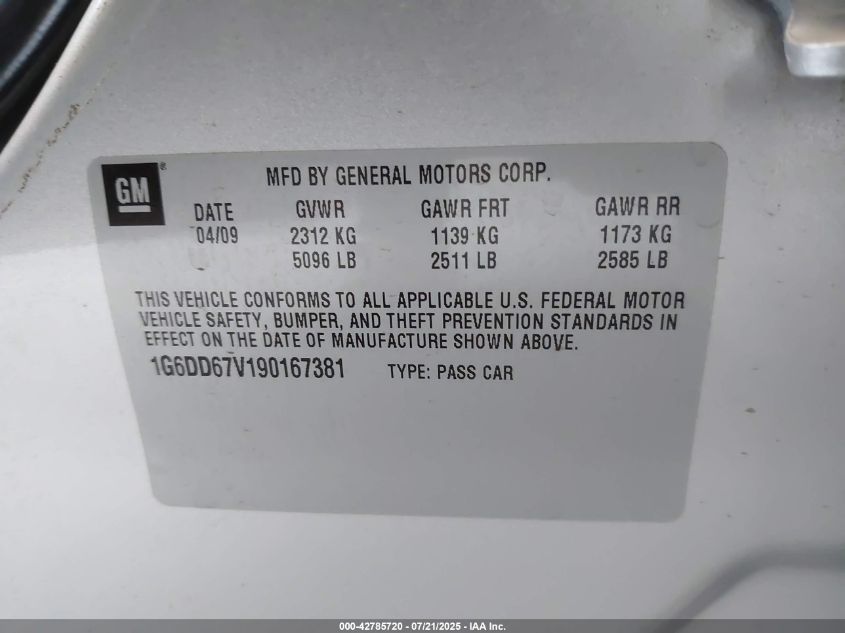 GM®
MFD BY GENERAL MOTORS CORP.
DATE GVWR GAWR FRT GAWR RR
04/09 2312 KG 1139 KG 1173 KG
5096 LB 2511 LB 2585 LB
THIS VEHICLE CONFORMS TO ALL APPLICABLE U.S. FEDERAL MOTOR
VEHICLE SAFETY, BUMPER, AND THEFT PREVENTION STANDARDS IN
EFFECT ON THE DATE OF MANUFACTURE SHOWN ABOVE.
1G6DD67V190167381 TYPE: PASS CAR
000-42785720 - 07/21/2025 - IAA Inc.